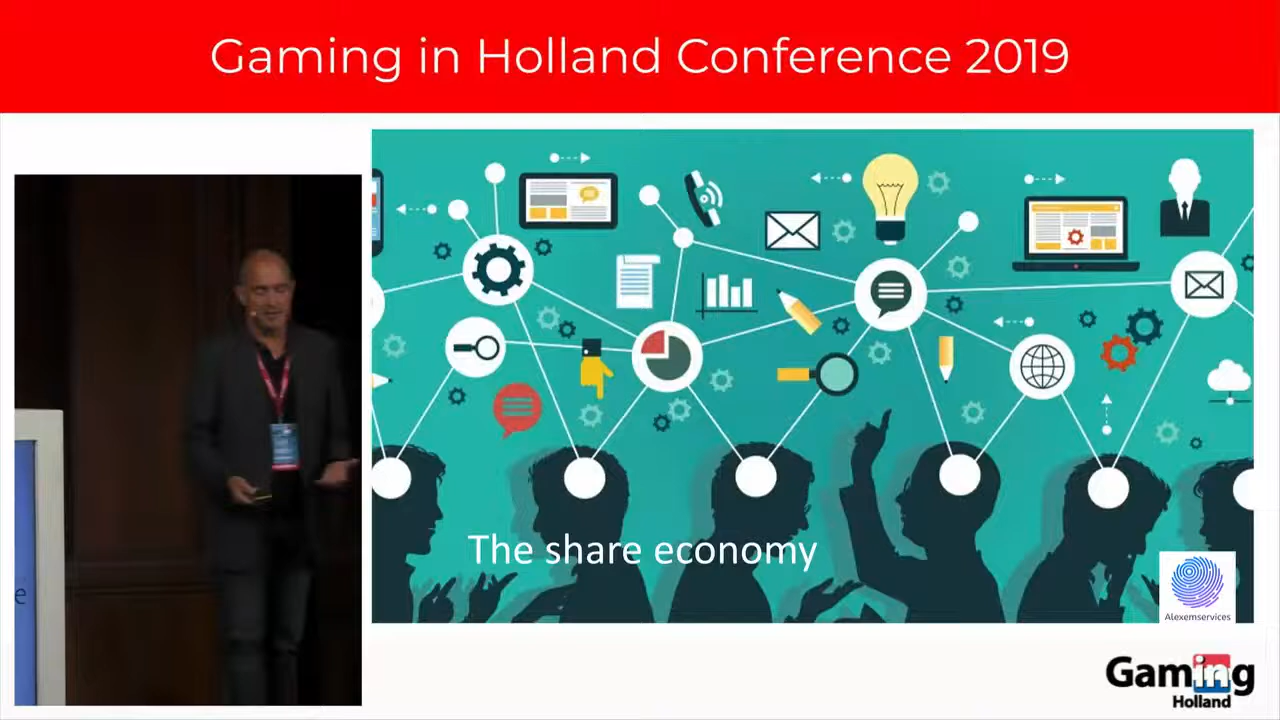 Gaming in Holland Conference 2019
The share economy
Alexemservices
Gaming
Holland